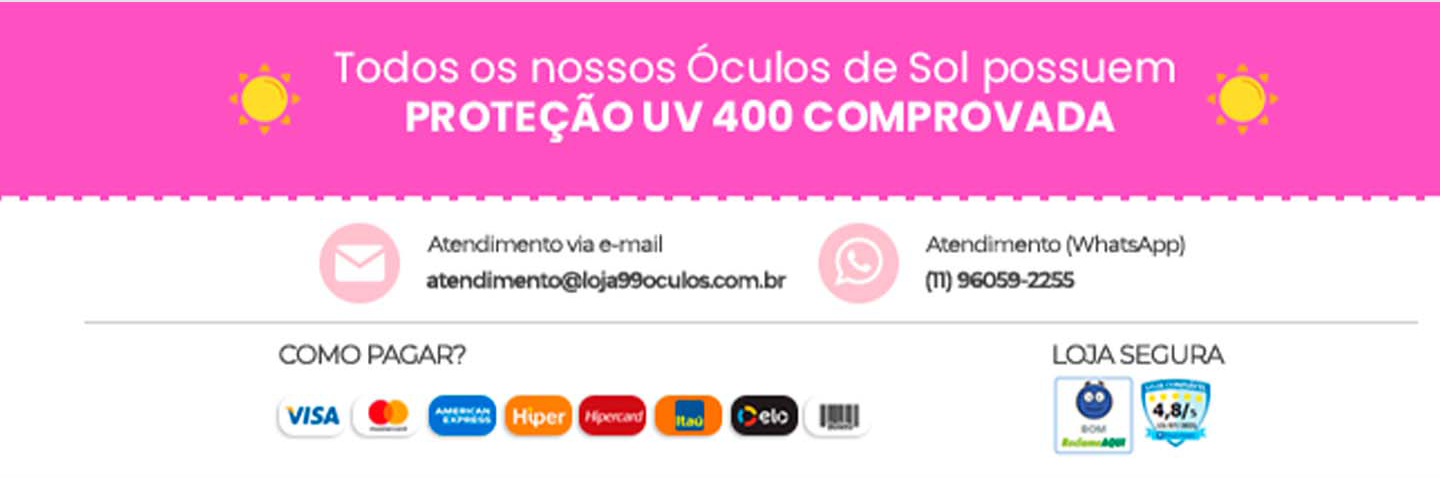 Todos os nossos Óculos de Sol possuem
PROTEÇÃO UV 400 COMPROVADA
Atendimento via e-mail
atendimento@loja99oculos.com.br
Atendimento (WhatsApp)
(11) 96059-2255
COMO PAGAR?
VISA
mastercard
AMERICAN EXPRESS
Hiper
Hipercard
Itaú
elo
LOJA SEGURA
BOM
ReclameAQUI
4,8/5